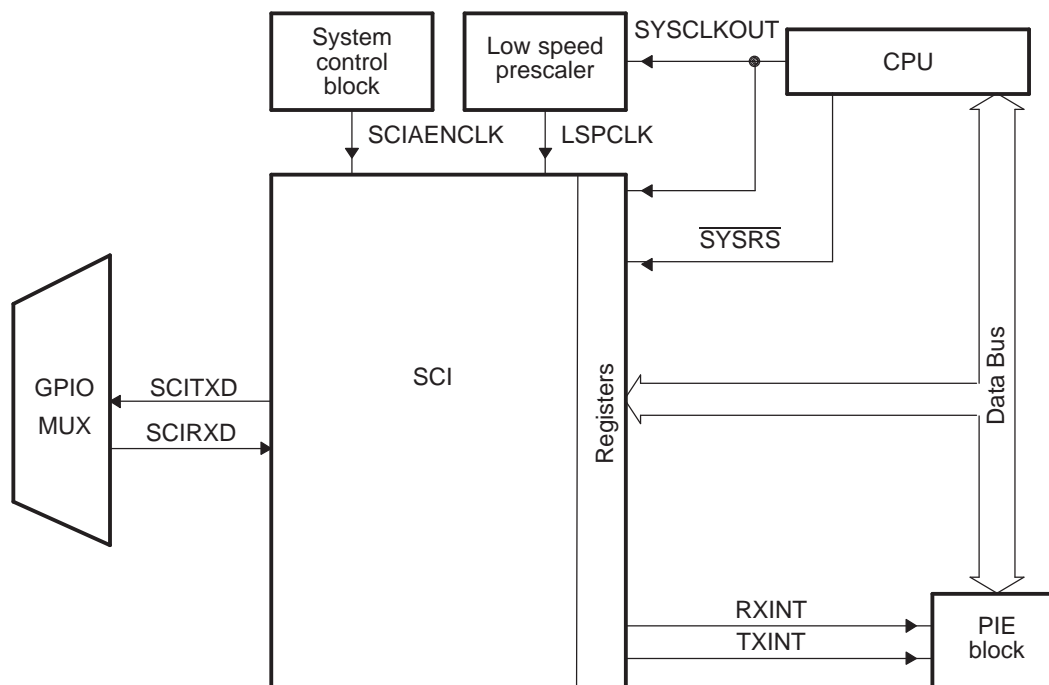 System
control
block
Low speed
prescaler
SYSCLKOUT
CPU
SCIAENCLK
LSPCLK
SYSRS
SCI
Registers
Data Bus
GPIO
MUX
SCITXD
SCIRXD
RXINT
TXINT
PIE
block